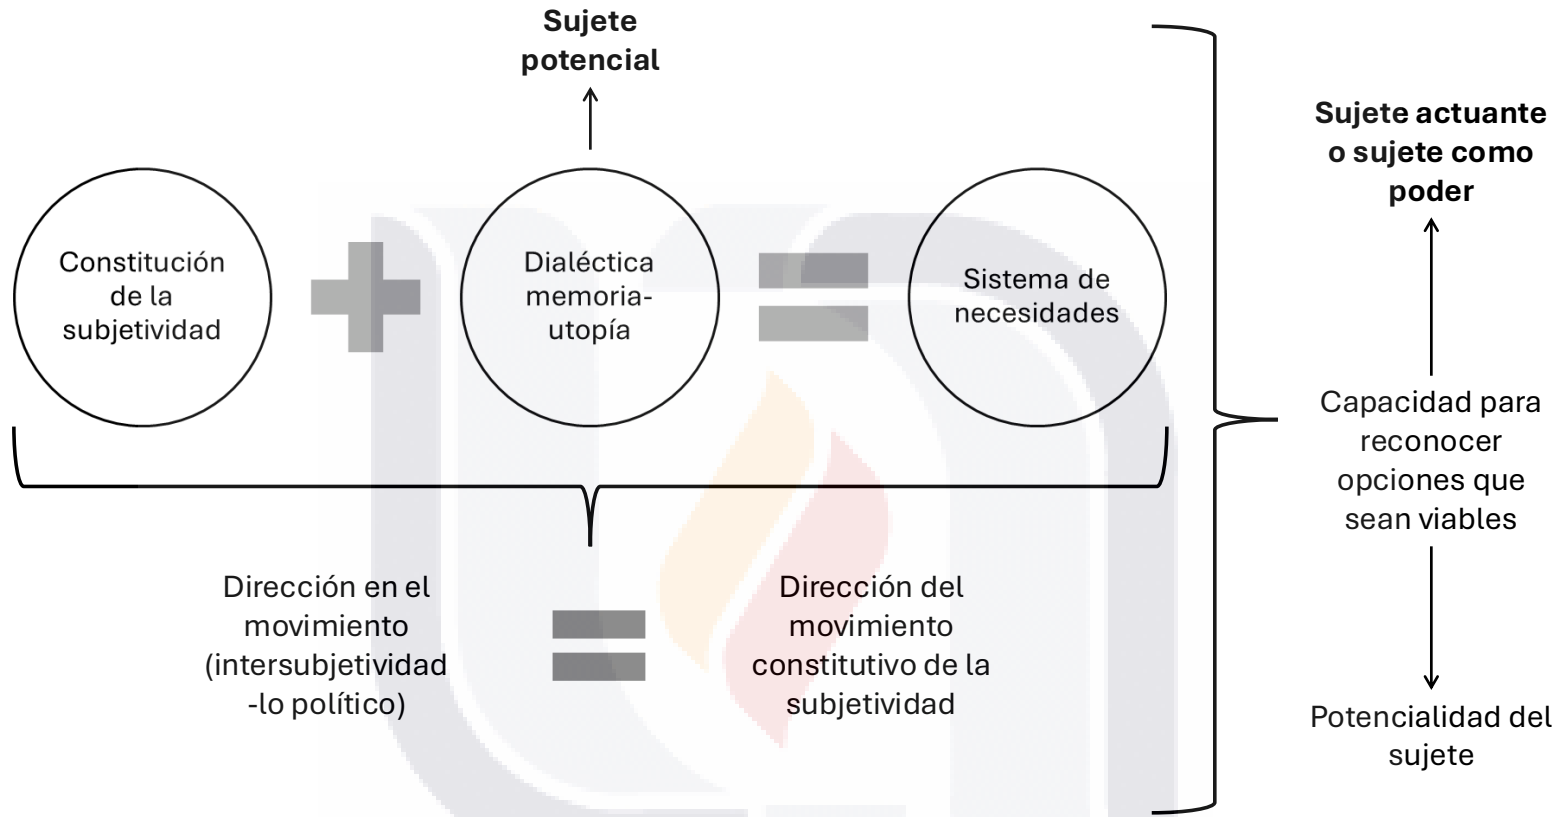 Sujete
potencial
Constitución
de la
subjetividad
Dialéctica
memoria-
utopía
Sistema de
necesidades
Dirección en el
movimiento
(intersubjetividad
-lo político)
Dirección del
movimiento
constitutivo de la
subjetividad
Sujete actuante
o sujete como
poder
Capacidad para
reconocer
opciones que
sean viables
Potencialidad del
sujete